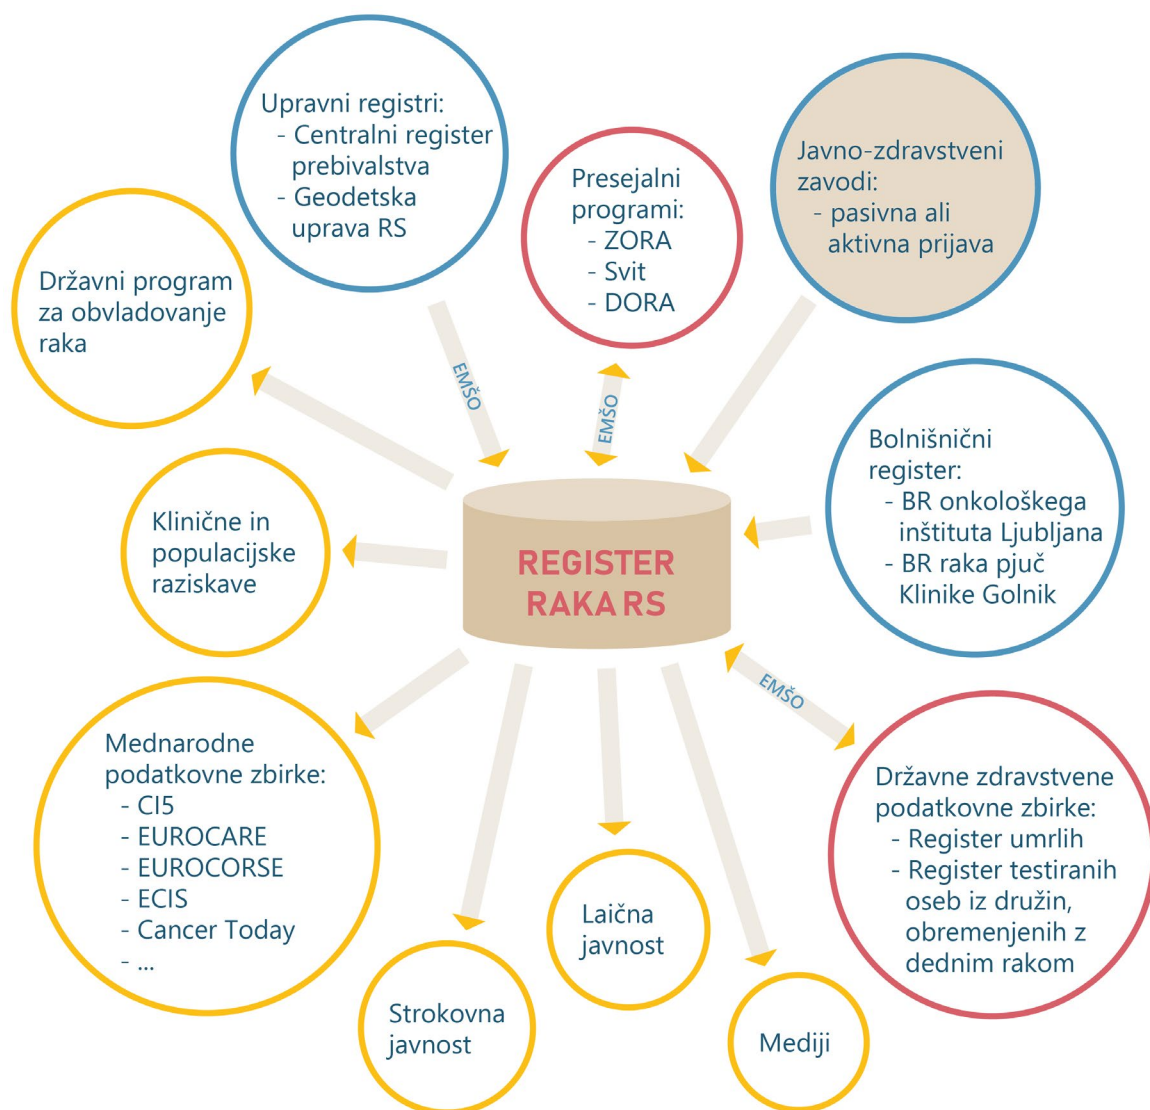 Upravni registri:
- Centralni register
prebivalstva
- Geodetska
uprava RS
Presejalni
programi:
- ZORA
- Svit
- DORA
Javno-zdravstveni
zavodi:
- pasivna ali
aktivna prijava
Državni program
za obvladovanje
raka
EMŠO
EMŠO
Bolnišnični
register:
- BR onkološkega
inštituta Ljubljana
- BR raka pjuč
Klinike Golnik
Klinične in
populacijske
raziskave
REGISTER
RAKA RS
EMŠO
Mednarodne
podatkovne zbirke:
- CI5
- EUROCARE
- EUROCORSE
- ECIS
- Cancer Today
- ...
Državne zdravstvene
podatkovne zbirke:
- Register umrlih
- Register testiranih
oseb iz družin,
obremenjenih z
dednim rakom
Laična
javnost
Strokovna
javnost
Mediji